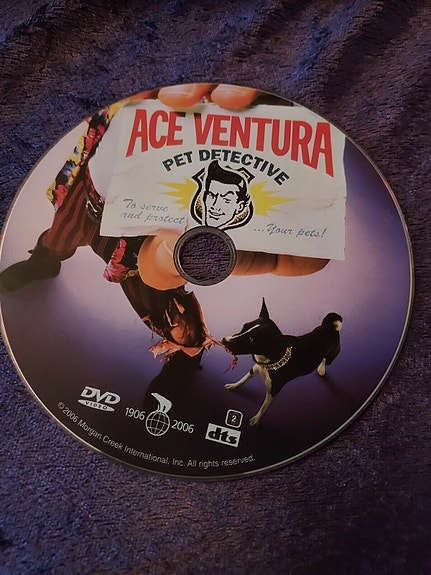 ACE VENTURA
PET DETECTIVE
To serve
and protect
...Your pets!
DVD
VIDEO
1906
2006
2
dts
© 2006 Morgan Creek International, Inc. All rights reserved.